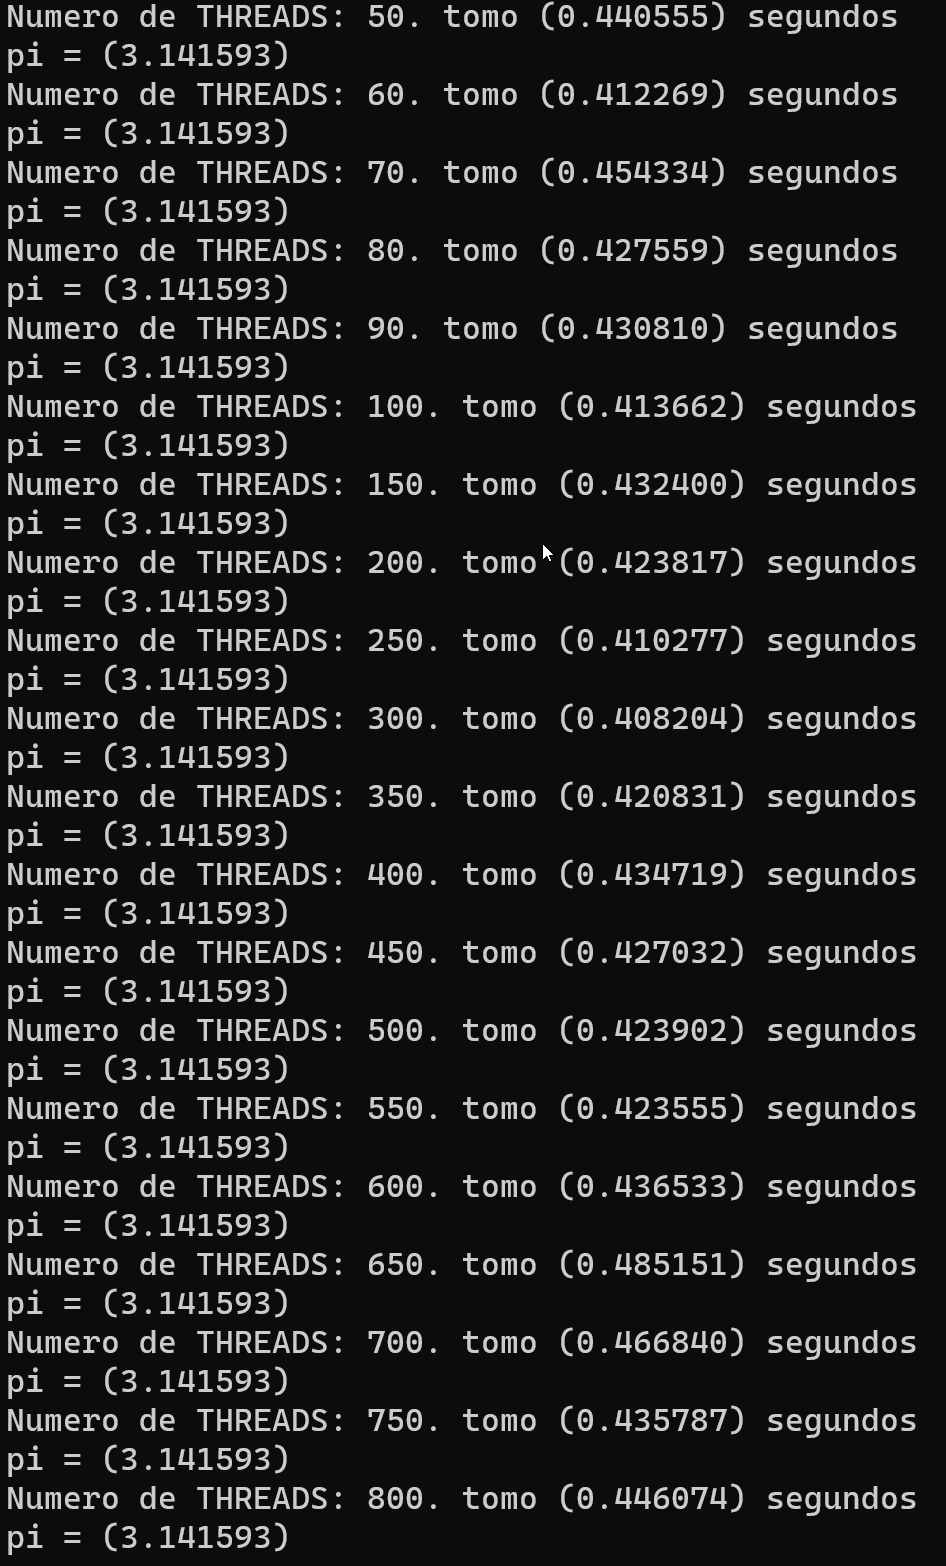 Numero de THREADS: 50. tomo (0.440555) segundos
pi = (3.141593)
Numero de THREADS: 60. tomo (0.412269) segundos
pi = (3.141593)
Numero de THREADS: 70. tomo (0.454334) segundos
pi = (3.141593)
Numero de THREADS: 80. tomo (0.427559) segundos
pi = (3.141593)
Numero de THREADS: 90. tomo (0.430810) segundos
pi = (3.141593)
Numero de THREADS: 100. tomo (0.413662) segundos
pi = (3.141593)
Numero de THREADS: 150. tomo (0.432400) segundos
pi = (3.141593)
Numero de THREADS: 200. tomo (0.423817) segundos
pi = (3.141593)
Numero de THREADS: 250. tomo (0.410277) segundos
pi = (3.141593)
Numero de THREADS: 300. tomo (0.408204) segundos
pi = (3.141593)
Numero de THREADS: 350. tomo (0.420831) segundos
pi = (3.141593)
Numero de THREADS: 400. tomo (0.434719) segundos
pi = (3.141593)
Numero de THREADS: 450. tomo (0.427032) segundos
pi = (3.141593)
Numero de THREADS: 500. tomo (0.423902) segundos
pi = (3.141593)
Numero de THREADS: 550. tomo (0.423555) segundos
pi = (3.141593)
Numero de THREADS: 600. tomo (0.436533) segundos
pi = (3.141593)
Numero de THREADS: 650. tomo (0.485151) segundos
pi = (3.141593)
Numero de THREADS: 700. tomo (0.466840) segundos
pi = (3.141593)
Numero de THREADS: 750. tomo (0.435787) segundos
pi = (3.141593)
Numero de THREADS: 800. tomo (0.446074) segundos
pi = (3.141593)